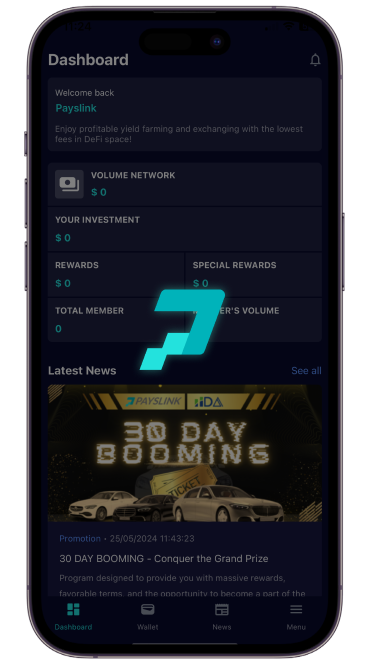 11:24
Dashboard
Welcome back
Payslink
Enjoy profitable yield farming and exchanging with the lowest
fees in DeFi space!
VOLUME NETWORK
$ 0
YOUR INVESTMENT
$ 0
REWARDS
$ 0
SPECIAL REWARDS
$ 0
TOTAL MEMBER
0
ER'S VOLUME
Latest News
See all
PAYSLINK
IDA
30 DAY
BOOMING
TICKET
Promotion • 25/05/2024 11:43:23
30 DAY BOOMING - Conquer the Grand Prize
Program designed to provide you with massive rewards,
favorable terms, and the opportunity to become a part of the
Dashboard
Wallet
News
Menu